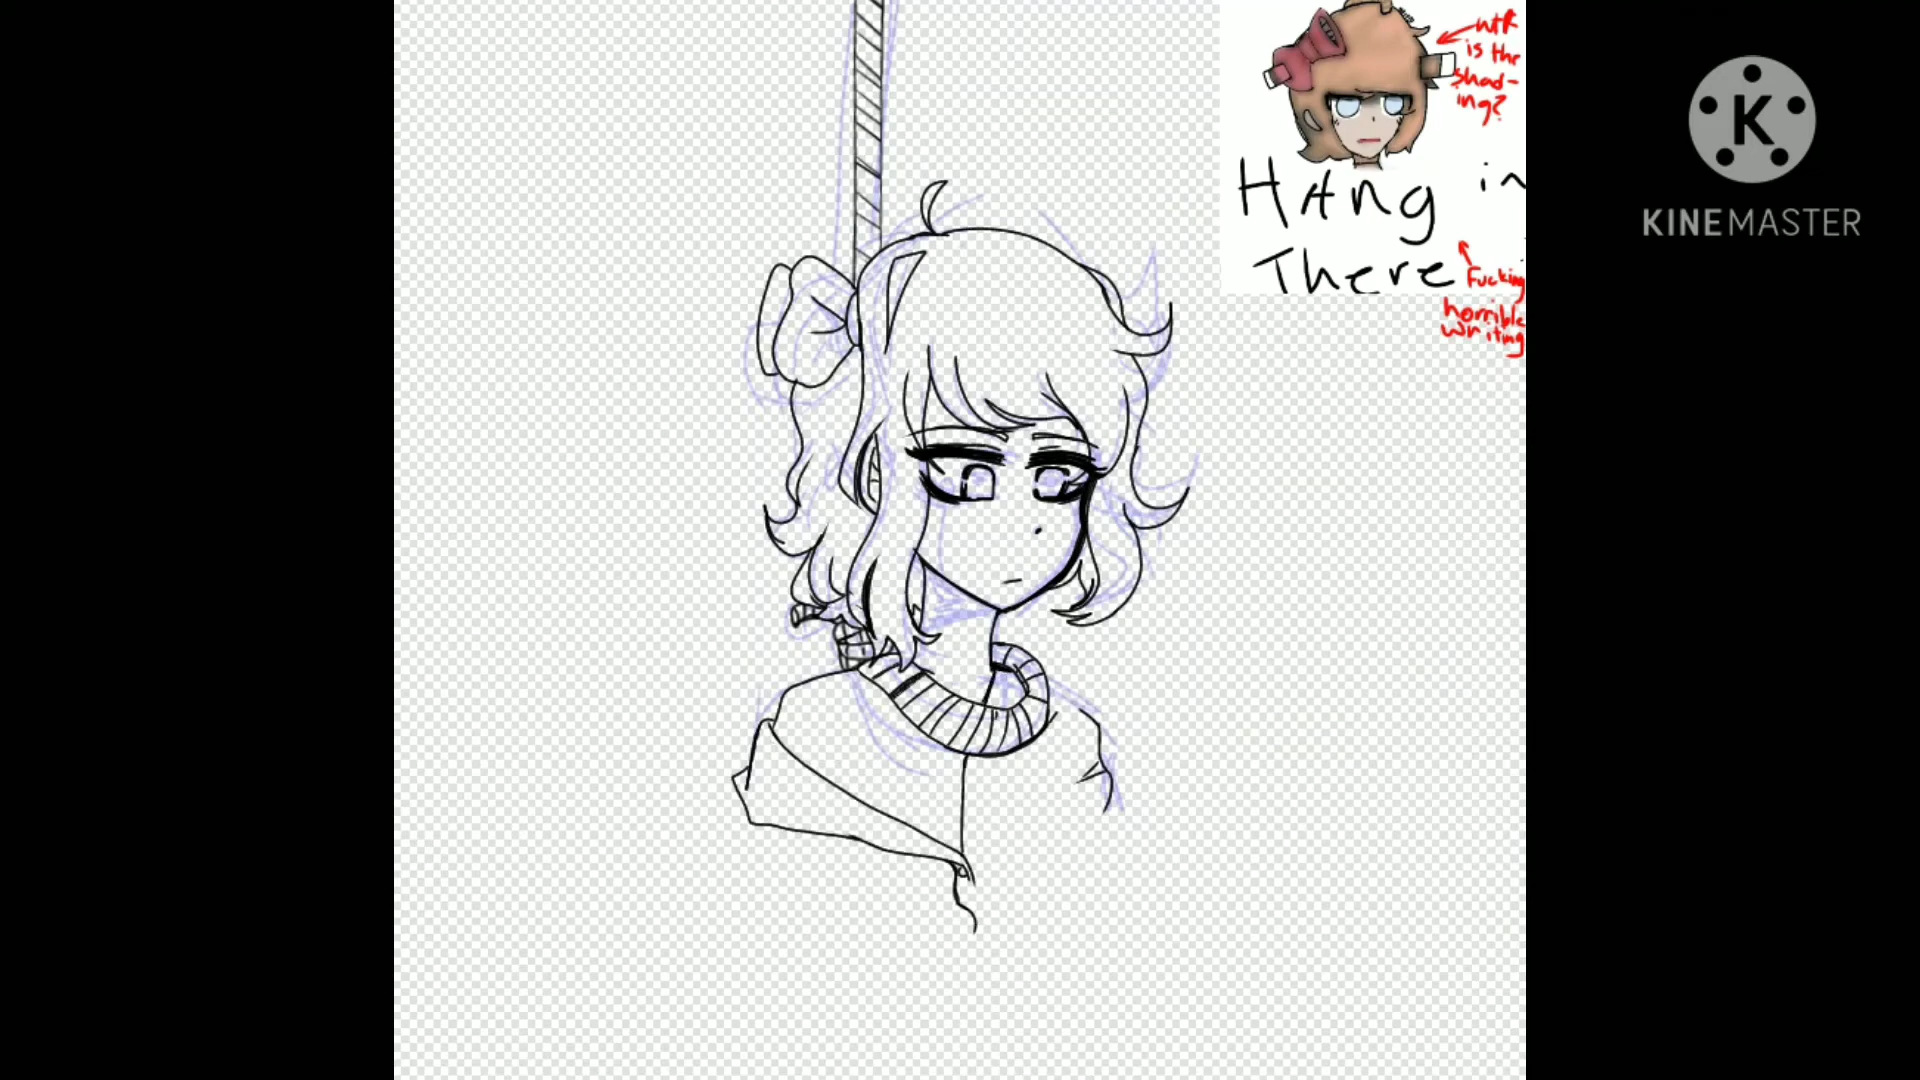 wtf
is the
shad-
ing?
HAng in
There
Fucking
horrible
writing
KINEMASTER